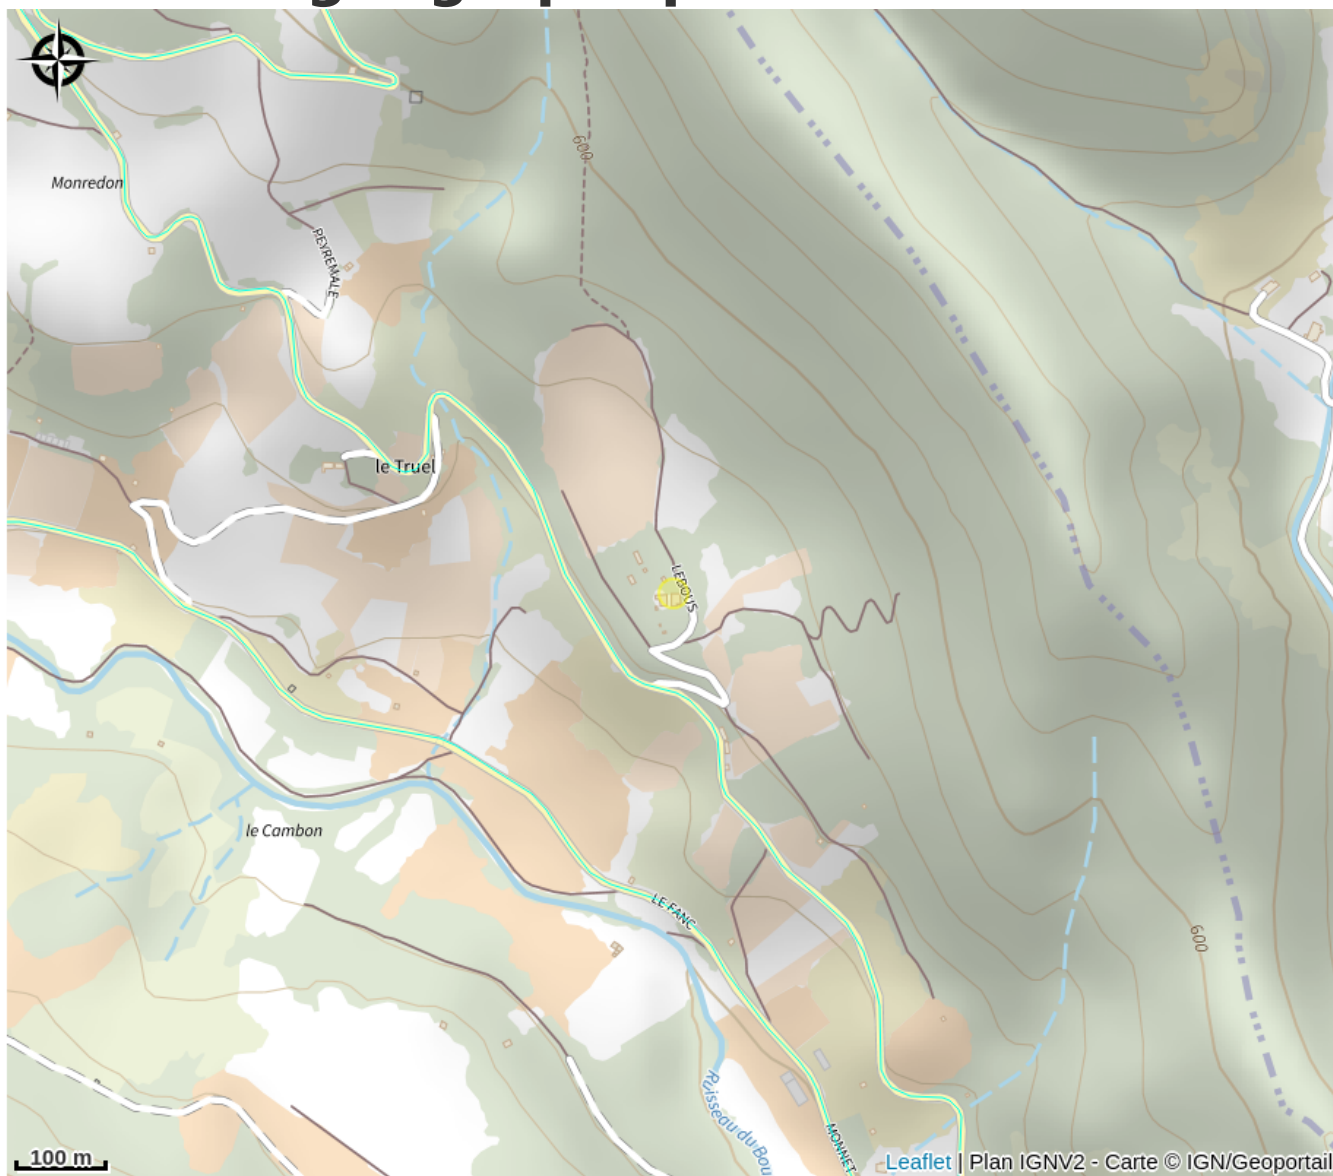 Monredon
600
PEYREMALE
le Truel
LEBOUS
le Cambon
LE FANC
600
Ruisseau du Bou
MONNET
100 m
Leaflet | Plan IGNV2 - Carte © IGN/Geoportail